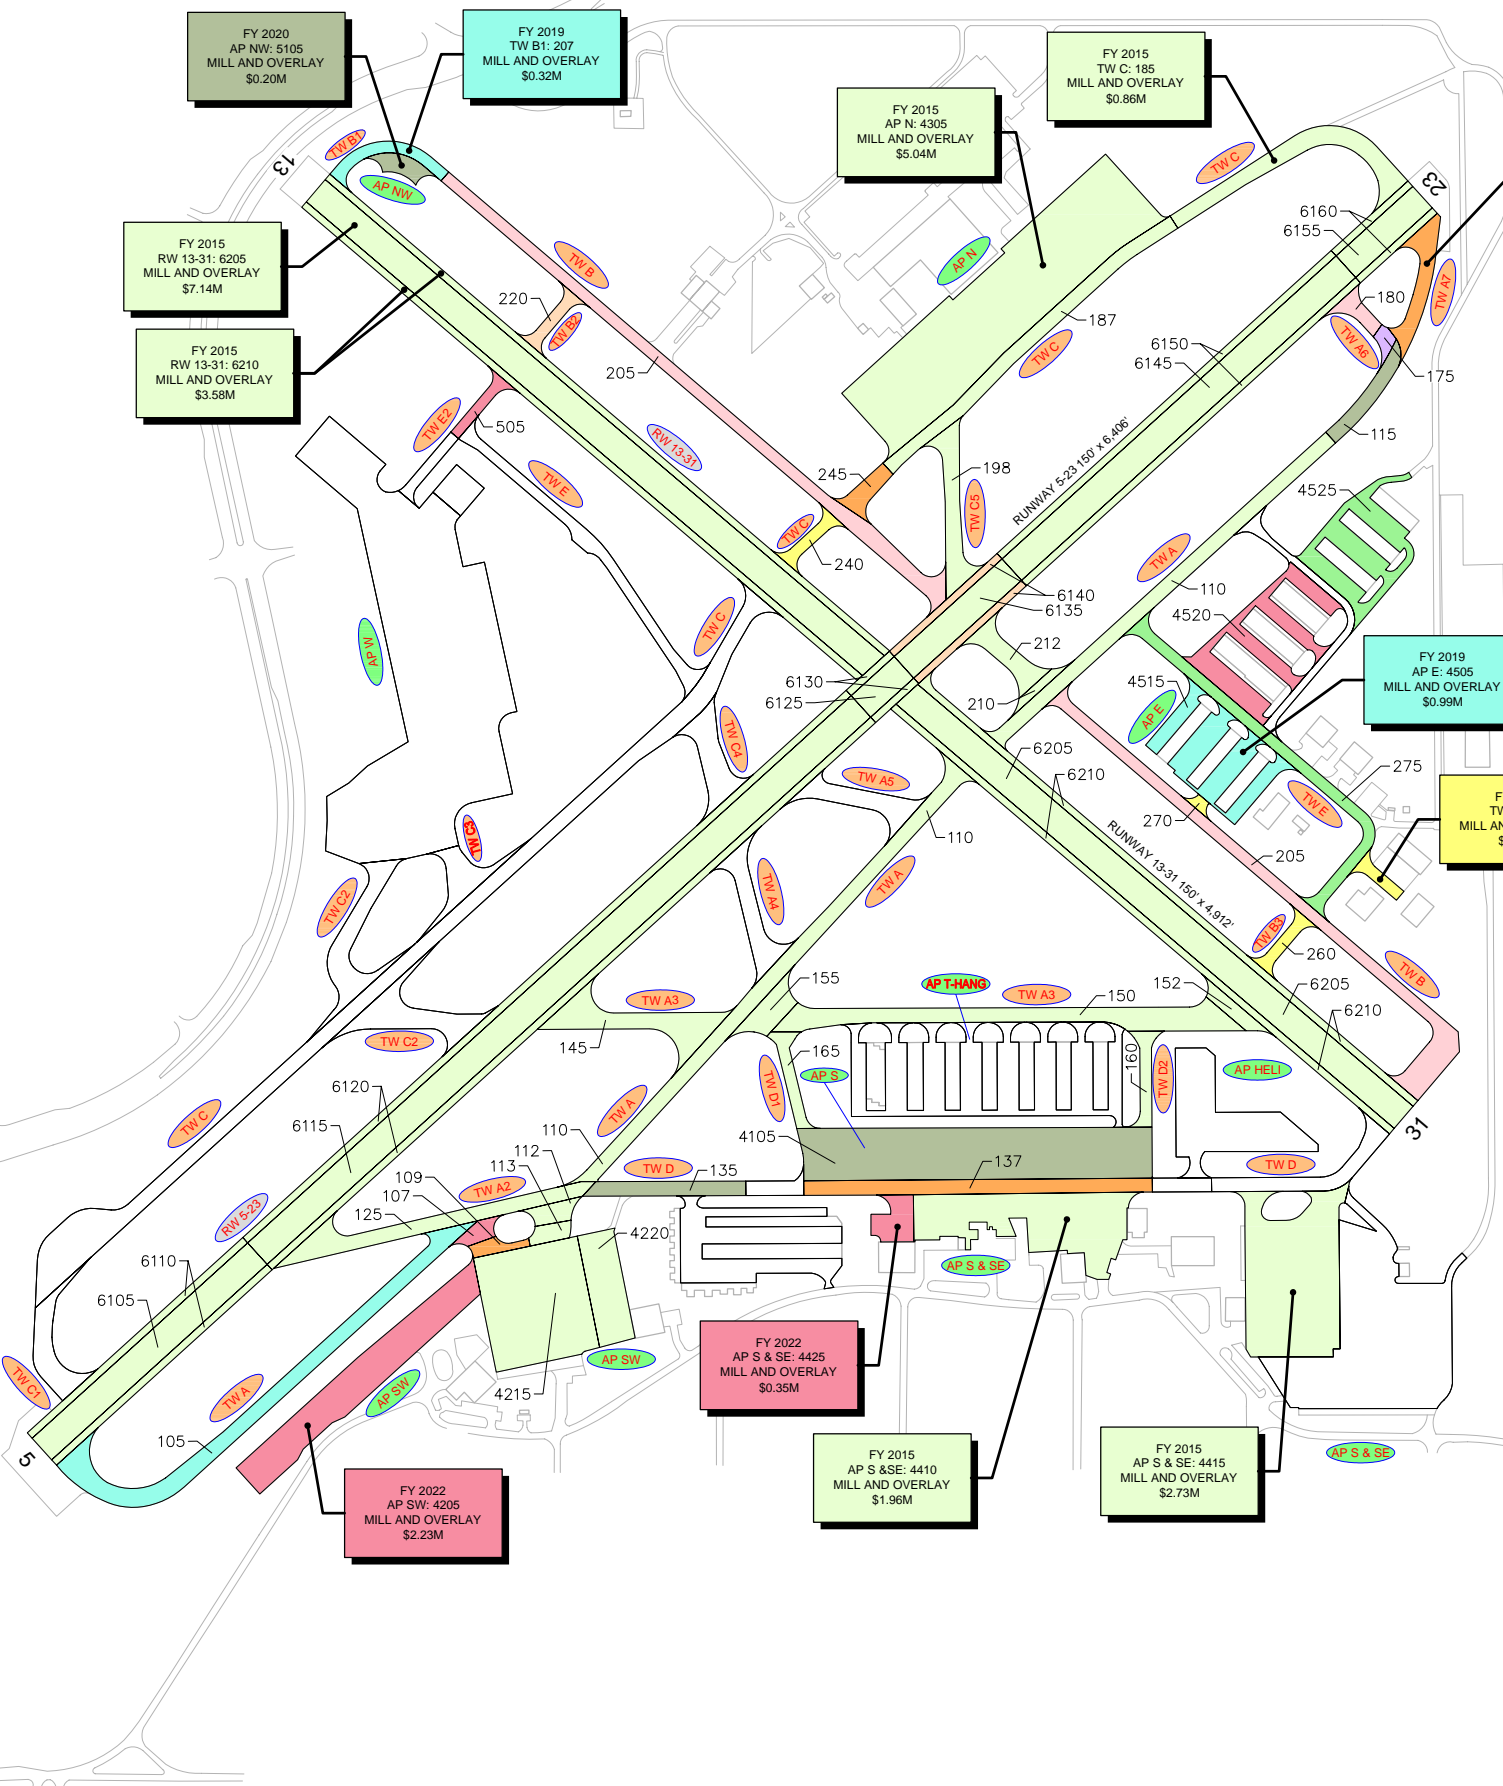 FY 2020
AP NW: 5105
MILL AND OVERLAY
$0.20M
FY 2019
TW B1: 207
MILL AND OVERLAY
$0.32M
FY 2015
TW C: 185
MILL AND OVERLAY
$0.86M
FY 2015
AP N: 4305
MILL AND OVERLAY
$5.04M
13
TW B1
AP NW
TW C
23
FY 2015
RW 13-31: 6205
MILL AND OVERLAY
$7.14M
TW B
AP N
6160
6155
TW A7
FY 2015
RW 13-31: 6210
MILL AND OVERLAY
$3.58M
220
TW B2
205
187
TW C
6150
6145
180
TW A6
175
TW E2
505
RW 13-31
TW E
245
198
TW C5
RUNWAY 5-23 150' x 6,406'
115
4525
TW C
240
TW A
110
6140
6135
4520
212
AP W
TW C
6130
6125
210
4515
AP E
FY 2019
AP E: 4505
MILL AND OVERLAY
$0.99M
TW C4
TW A5
6205
6210
275
TW E
270
RUNWAY 13-31 150' x 4,912'
205
TW C3
110
TW A
TW A4
TW C2
TW B3
260
TW B
155
AP T-HANG
TW A3
TW A3
150
152
6205
6210
TW C2
145
165
AP S
160
TW D2
AP HELI
TW D1
6120
6115
TW C
TW A
110
112
113
4105
31
TW D
135
137
TW D
109
107
TW A2
125
RW 5-23
4220
6110
6105
AP S & SE
TW C1
TW A
AP SW
AP SW
4215
FY 2022
AP S & SE: 4425
MILL AND OVERLAY
$0.35M
105
5
FY 2022
AP SW: 4205
MILL AND OVERLAY
$2.23M
FY 2015
AP S &SE: 4410
MILL AND OVERLAY
$1.96M
FY 2015
AP S & SE: 4415
MILL AND OVERLAY
$2.73M
AP S & SE